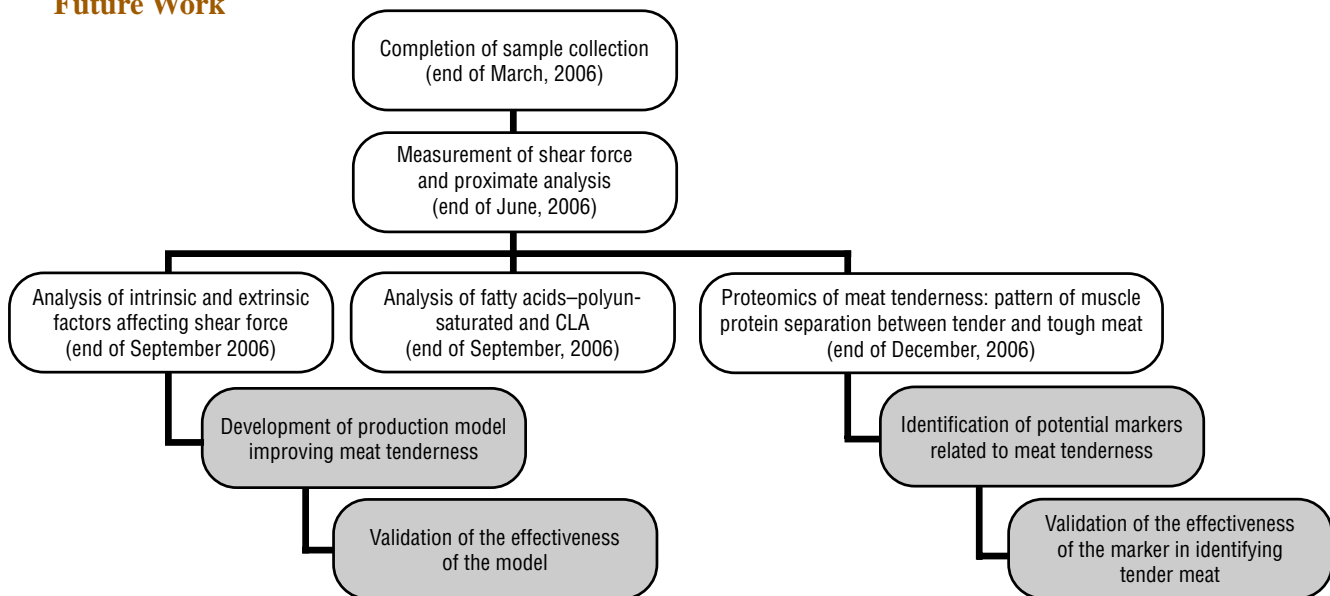 Future Work
Completion of sample collection
(end of March, 2006)
Measurement of shear force
and proximate analysis
(end of June, 2006)
Analysis of intrinsic and extrinsic
factors affecting shear force
(end of September 2006)
Analysis of fatty acids–polyun-
saturated and CLA
(end of September, 2006)
Proteomics of meat tenderness: pattern of muscle
protein separation between tender and tough meat
(end of December, 2006)
Development of production model
improving meat tenderness
Identification of potential markers
related to meat tenderness
Validation of the effectiveness
of the model
Validation of the effectiveness
of the marker in identifying
tender meat